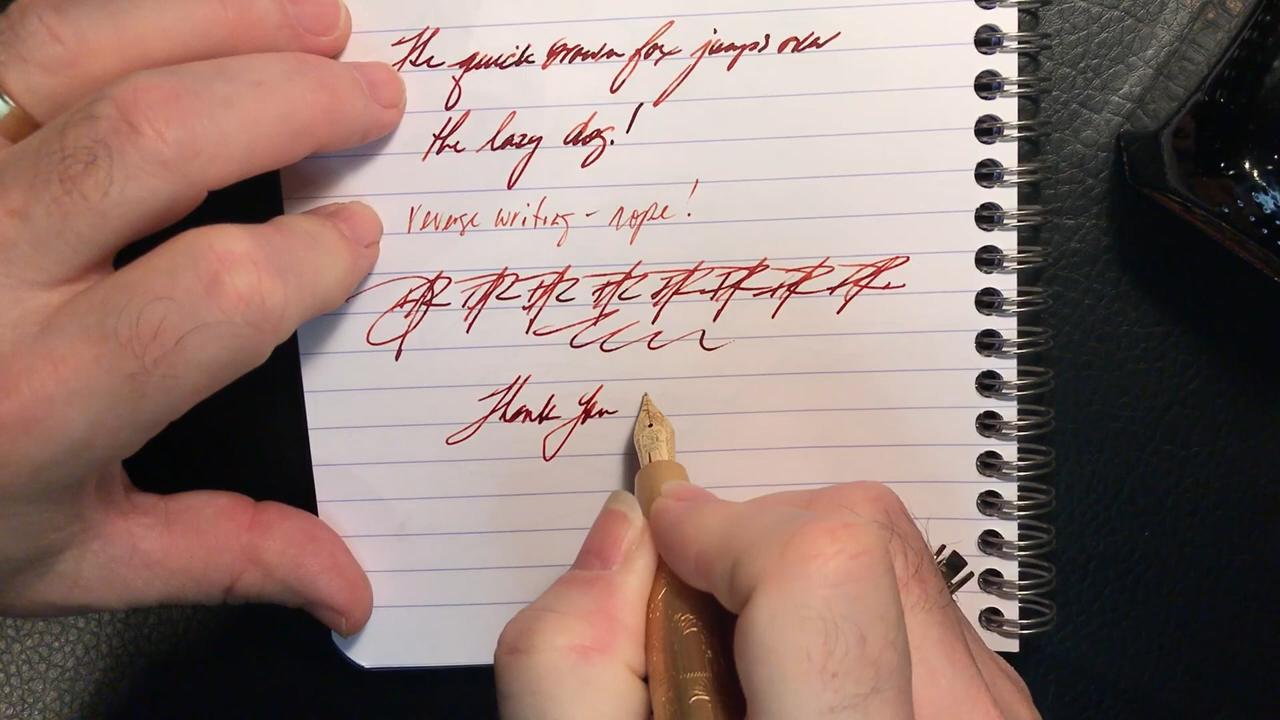 The quick brown fox jumps over
the lazy dog!
reverse writing - nope!
Thank you